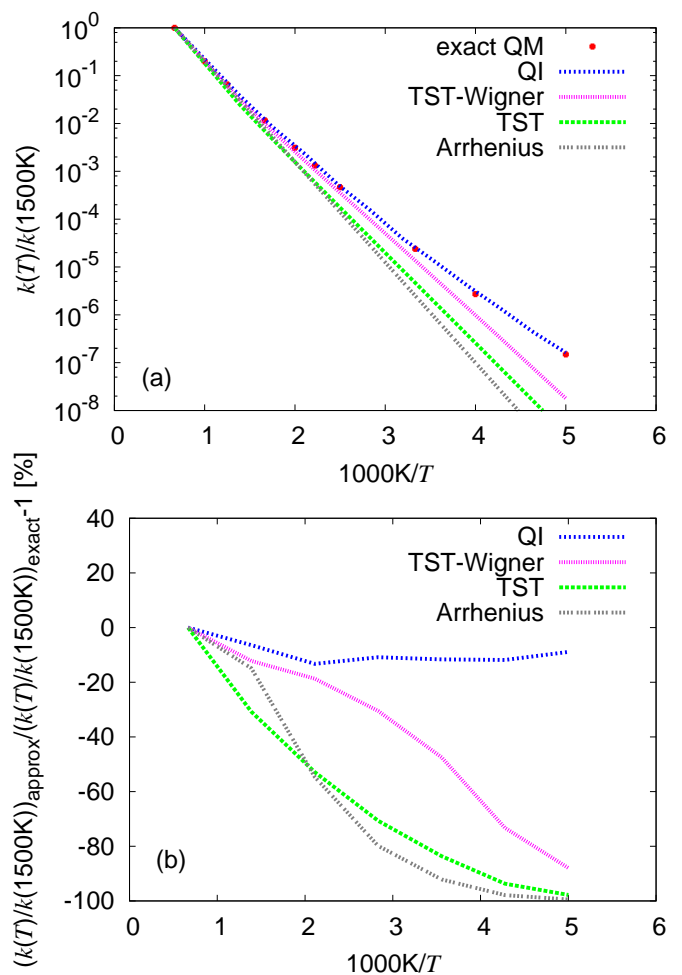 10^0
10^-1
10^-2
10^-3
10^-4
10^-5
10^-6
10^-7
10^-8
k(T)/k(1500K)
exact QM
QI
TST-Wigner
TST
Arrhenius
(a)
0 1 2 3 4 5 6
1000K/T
40
20
0
-20
-40
-60
-80
-100
(k(T)/k(1500K))approx/(k(T)/k(1500K))exact-1 [%]
QI
TST-Wigner
TST
Arrhenius
(b)
0 1 2 3 4 5 6
1000K/T